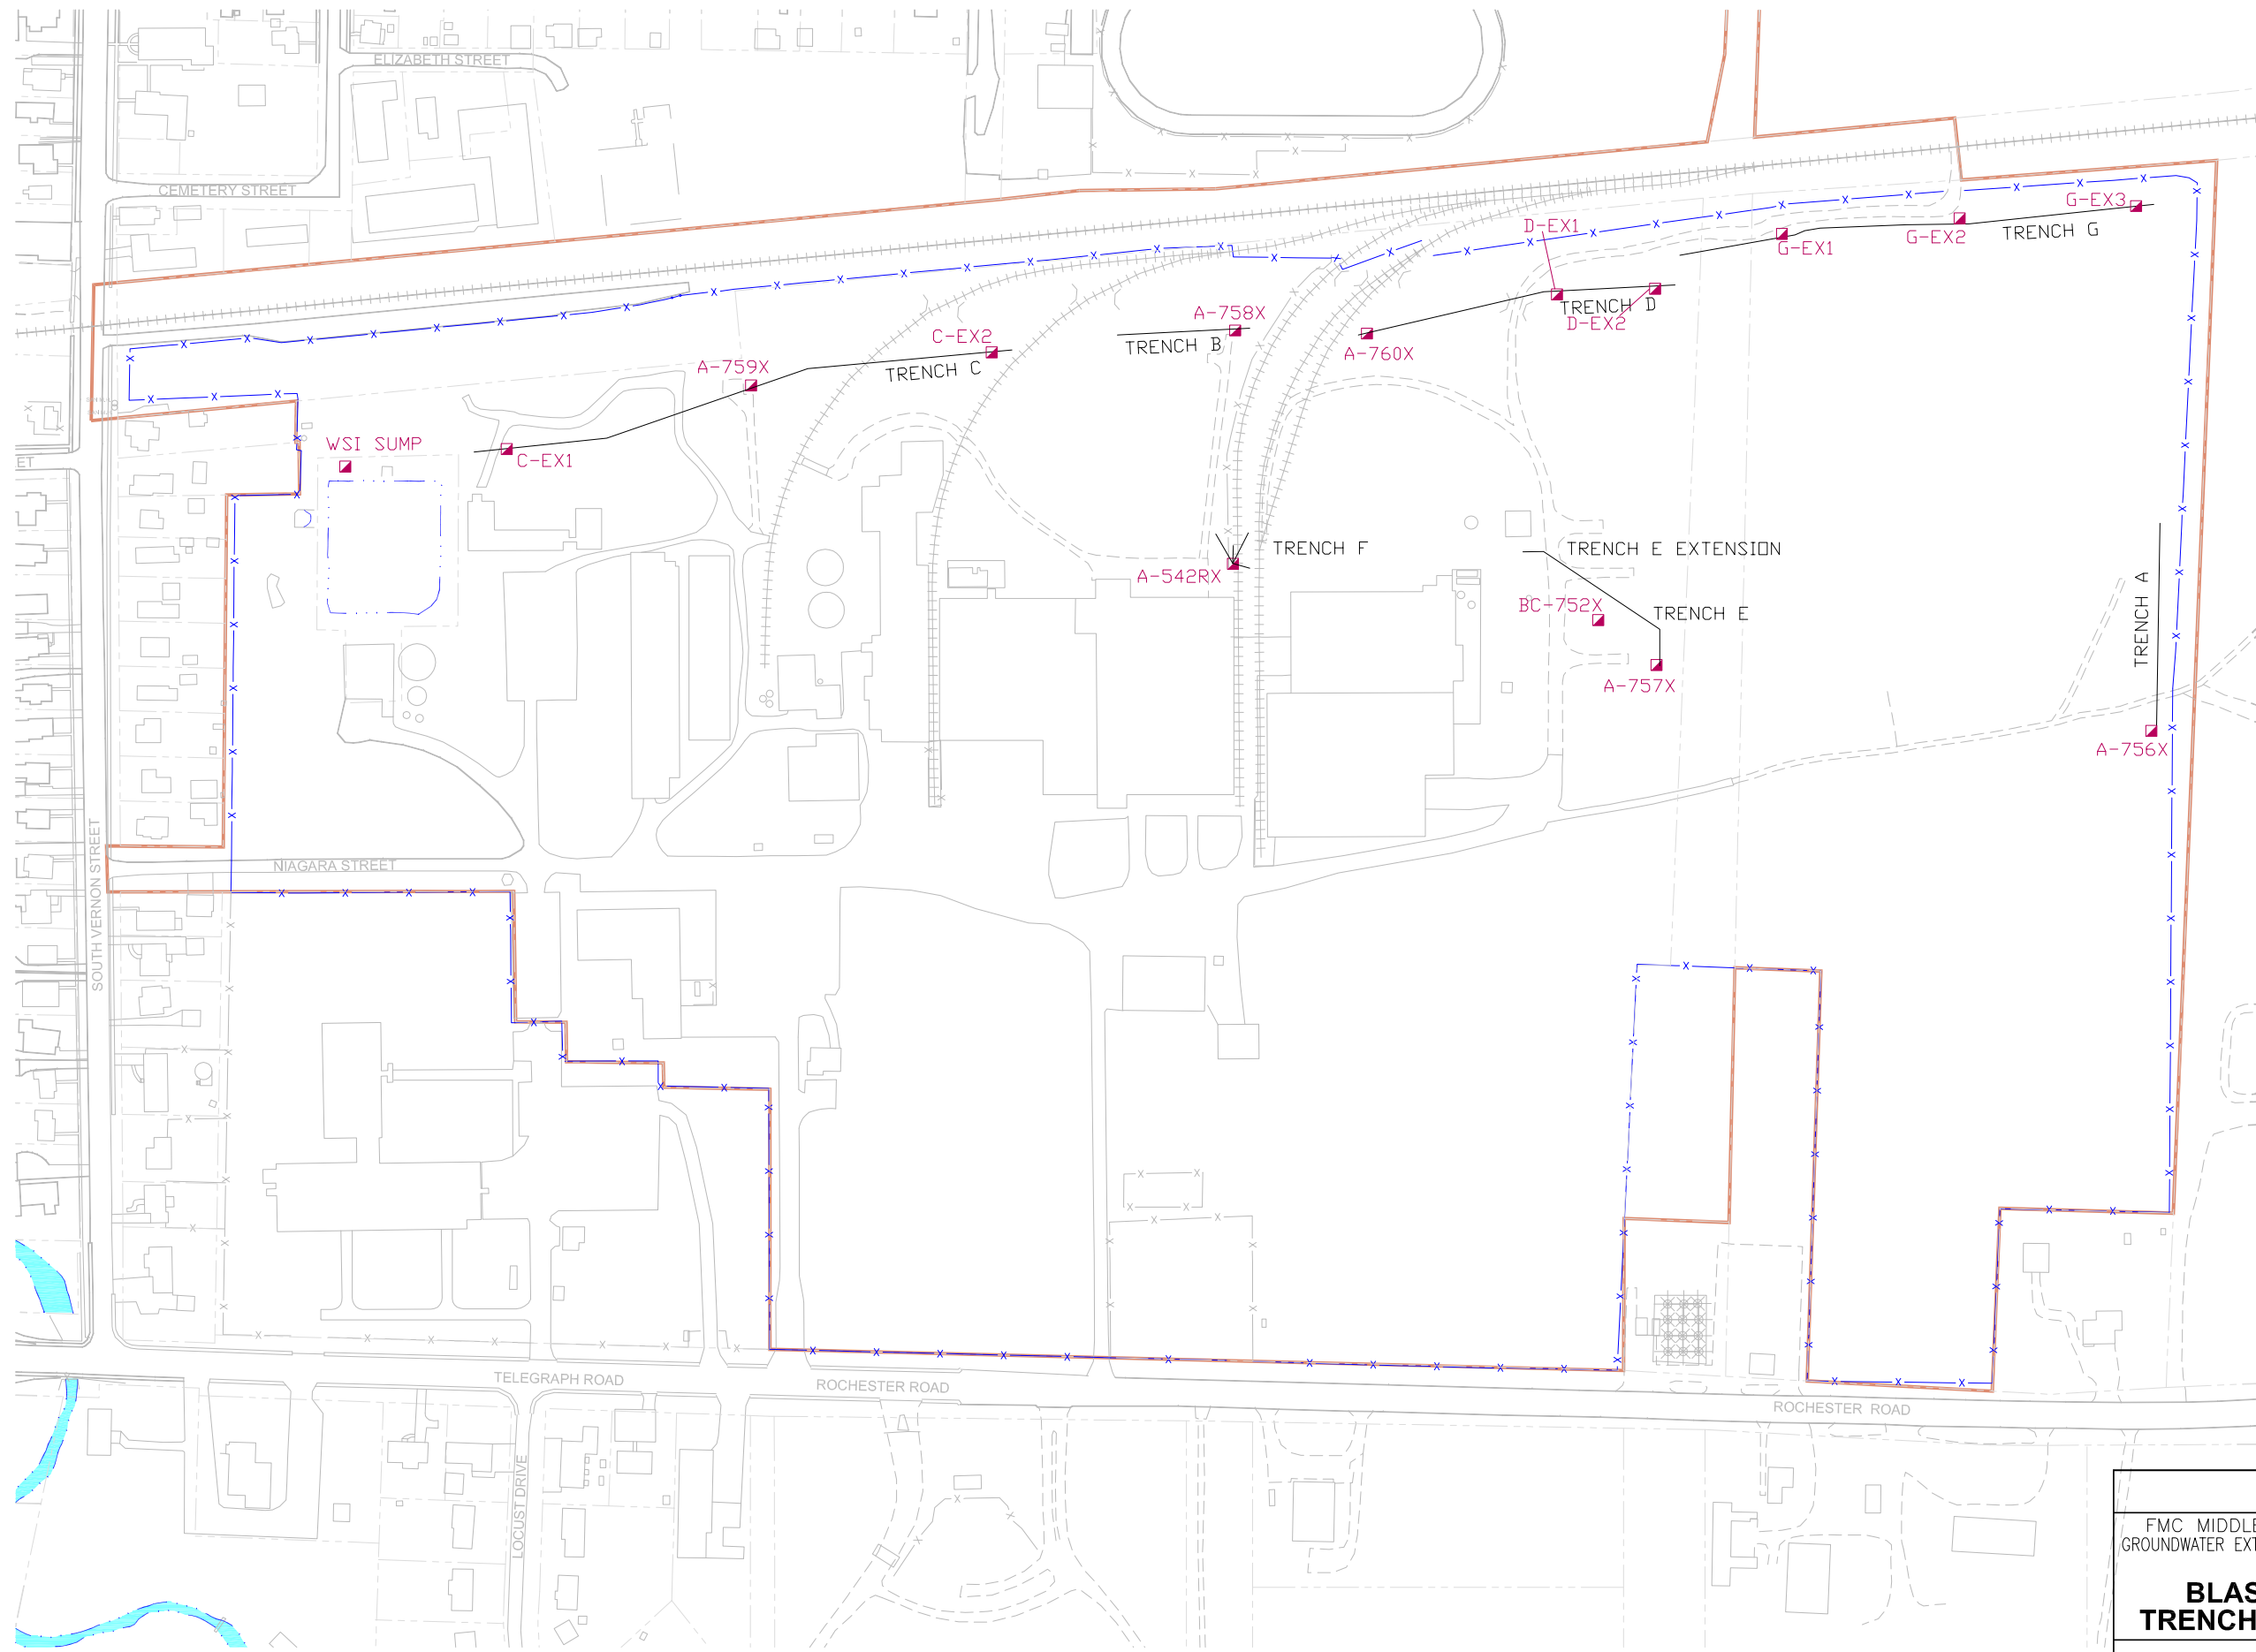 ELIZABETH STREET
CEMETERY STREET
G-EX3
D-EX1
G-EX2
TRENCH G
G-EX1
TRENCH D
D-EX2
A-758X
C-EX2
TRENCH B
A-760X
A-759X
TRENCH C
WSI SUMP
ET
C-EX1
TRENCH F
TRENCH E EXTENSION
A-542RX
BC-752X
TRENCH E
TRENCH A
A-757X
A-756X
SOUTH VERNON STREET
NIAGARA STREET
TELEGRAPH ROAD
ROCHESTER ROAD
ROCHESTER ROAD
LOCUST DRIVE
FMC MIDDLE
GROUNDWATER EXT
BLAS
TRENCH